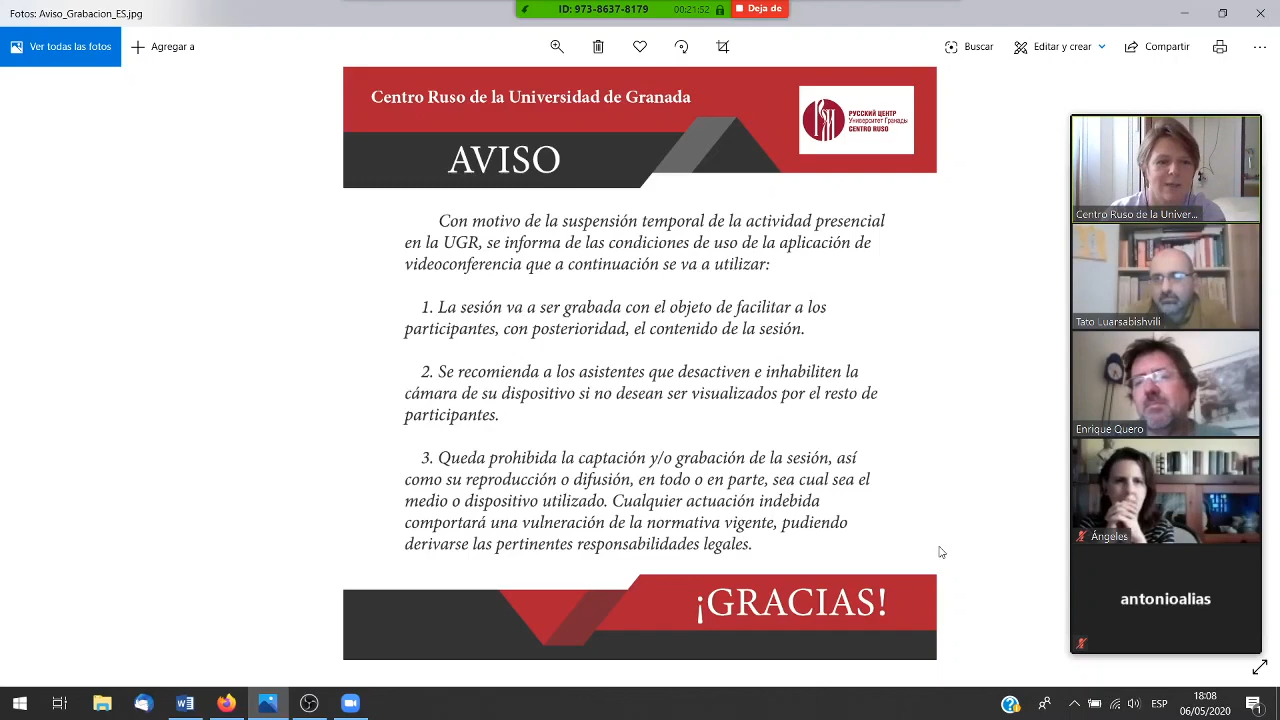 Fotos: Aviso_Grabacion_ES.jpg
ID: 973-8637-8179
00:21:52
Deja de
Ver todas las fotos
Agregar a
Buscar
Editar y crear
Compartir
Centro Ruso de la Universidad de Granada
РУССКИЙ ЦЕНТР
Университет Гранады
CENTRO RUSO
AVISO
Con motivo de la suspensión temporal de la actividad presencial
en la UGR, se informa de las condiciones de uso de la aplicación de
videoconferencia que a continuación se va a utilizar:
1. La sesión va a ser grabada con el objeto de facilitar a los
participantes, con posterioridad, el contenido de la sesión.
2. Se recomienda a los asistentes que desactiven e inhabiliten la
cámara de su dispositivo si no desean ser visualizados por el resto de
participantes.
3. Queda prohibida la captación y/o grabación de la sesión, así
como su reproducción o difusión, en todo o en parte, sea cual sea el
medio o dispositivo utilizado. Cualquier actuación indebida
comportará una vulneración de la normativa vigente, pudiendo
derivarse las pertinentes responsabilidades legales.
¡GRACIAS!
Centro Ruso de la Univer...
Tato Luarsabishvili
Enrique Quero
Ángeles
antonioalias
ESP
18:08
06/05/2020
1